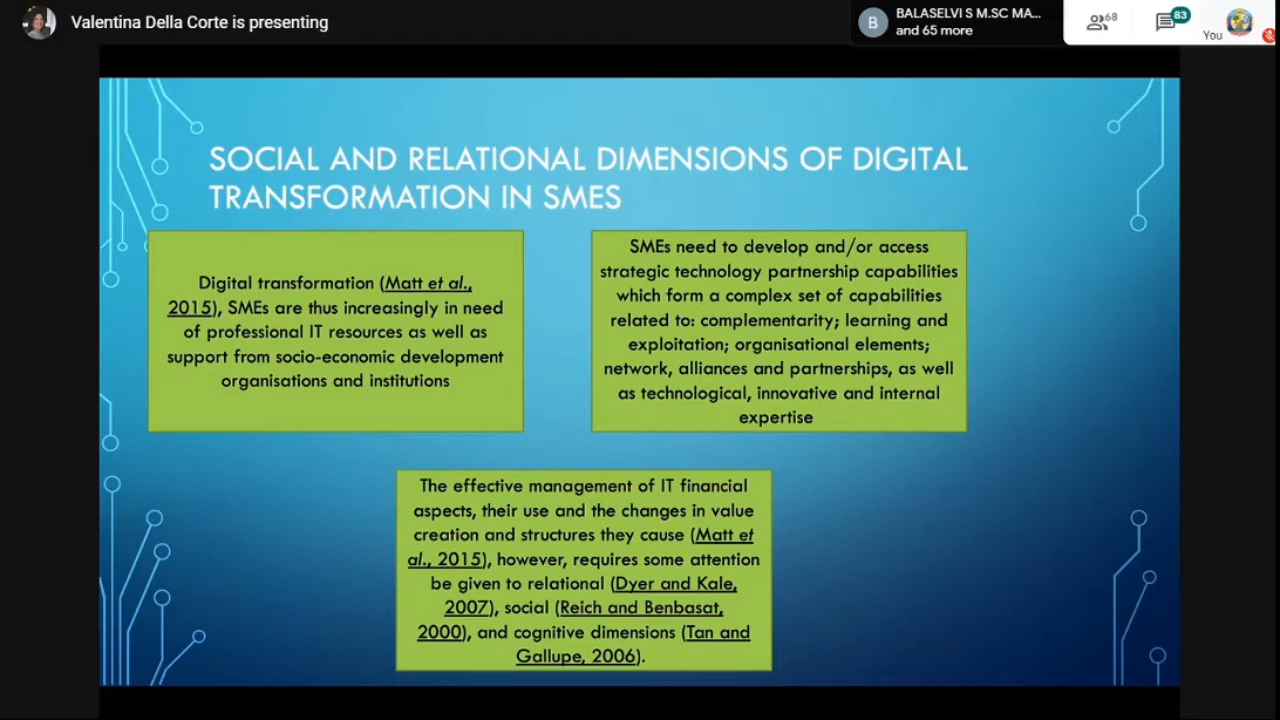 Valentina Della Corte is presenting
B
BALASELVI S M.SC MA...
and 65 more
68
83
You
SOCIAL AND RELATIONAL DIMENSIONS OF DIGITAL
TRANSFORMATION IN SMES
Digital transformation (Matt et al.,
2015), SMEs are thus increasingly in need
of professional IT resources as well as
support from socio-economic development
organisations and institutions
SMEs need to develop and/or access
strategic technology partnership capabilities
which form a complex set of capabilities
related to: complementarity; learning and
exploitation; organisational elements;
network, alliances and partnerships, as well
as technological, innovative and internal
expertise
The effective management of IT financial
aspects, their use and the changes in value
creation and structures they cause (Matt et
al., 2015), however, requires some attention
be given to relational (Dyer and Kale,
2007), social (Reich and Benbasat,
2000), and cognitive dimensions (Tan and
Gallupe, 2006).